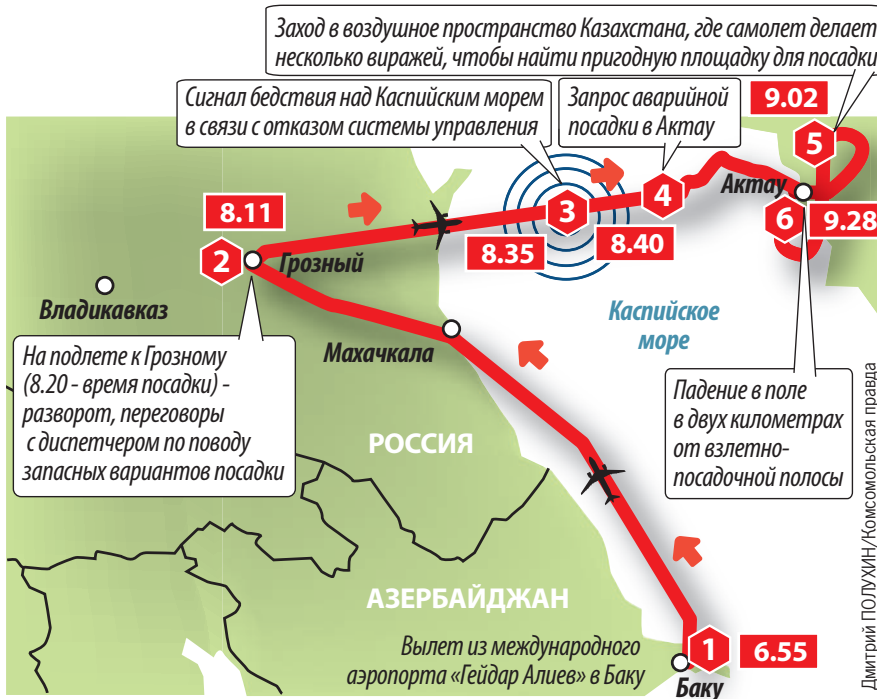 Заход в воздушное пространство Казахстана, где самолет делает
несколько виражей, чтобы найти пригодную площадку для посадки
Сигнал бедствия над Каспийским морем
в связи с отказом системы управления
Запрос аварийной
посадки в Актау
9.02
5
Актау
6
9.28
4
3
8.35
8.40
8.11
2
Грозный
Владикавказ
Махачкала
Каспийское
море
На подлете к Грозному
(8.20 - время посадки) -
разворот, переговоры
с диспетчером по поводу
запасных вариантов посадки
Падение в поле
в двух километрах
от взлетно-
посадочной полосы
РОССИЯ
АЗЕРБАЙДЖАН
Вылет из международного
аэропорта «Гейдар Алиев» в Баку
1
6.55
Баку
Дмитрий ПОЛУХИН/Комсомольская правда